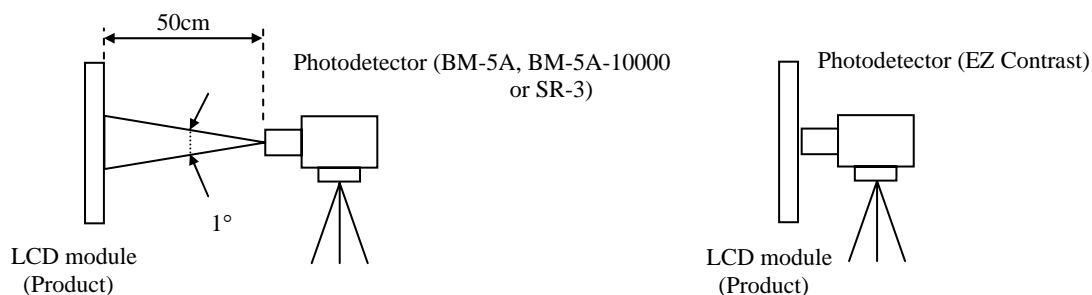 50cm
Photodetector (BM-5A, BM-5A-10000
or SR-3)
1°
LCD module
(Product)
Photodetector (EZ Contrast)
LCD module
(Product)